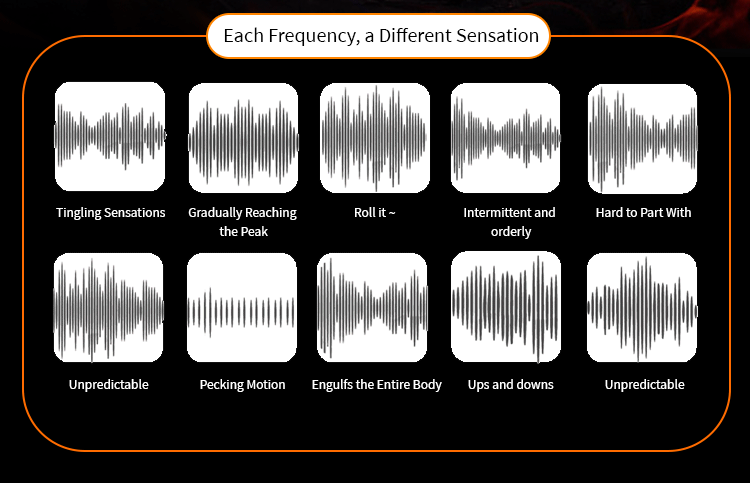 Each Frequency, a Different Sensation
Tingling Sensations
Gradually Reaching
the Peak
Roll it ~
Intermittent and
orderly
Hard to Part With
Unpredictable
Pecking Motion
Engulfs the Entire Body
Ups and downs
Unpredictable